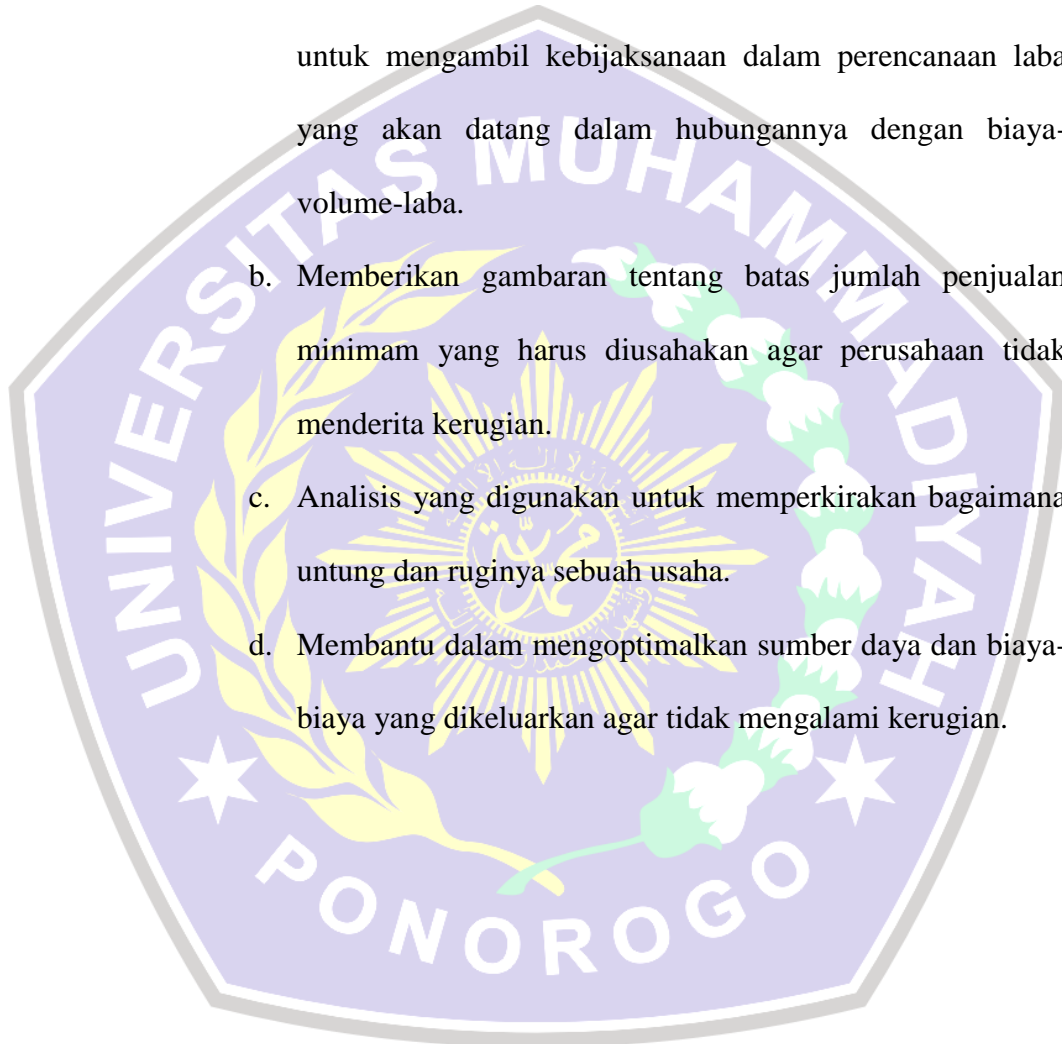 untuk mengambil kebijaksanaan dalam perencanaan laba
yang akan datang dalam hubungannya dengan biaya-
volume-laba.
b. Memberikan gambaran tentang batas jumlah penjualan
minimam yang harus diusahakan agar perusahaan tidak
menderita kerugian.
c. Analisis yang digunakan untuk memperkirakan bagaimana
untung dan ruginya sebuah usaha.
d. Membantu dalam mengoptimalkan sumber daya dan biaya-
biaya yang dikeluarkan agar tidak mengalami kerugian.
UNIVERSITAS MUHAMMADIYAH
PONOROGO